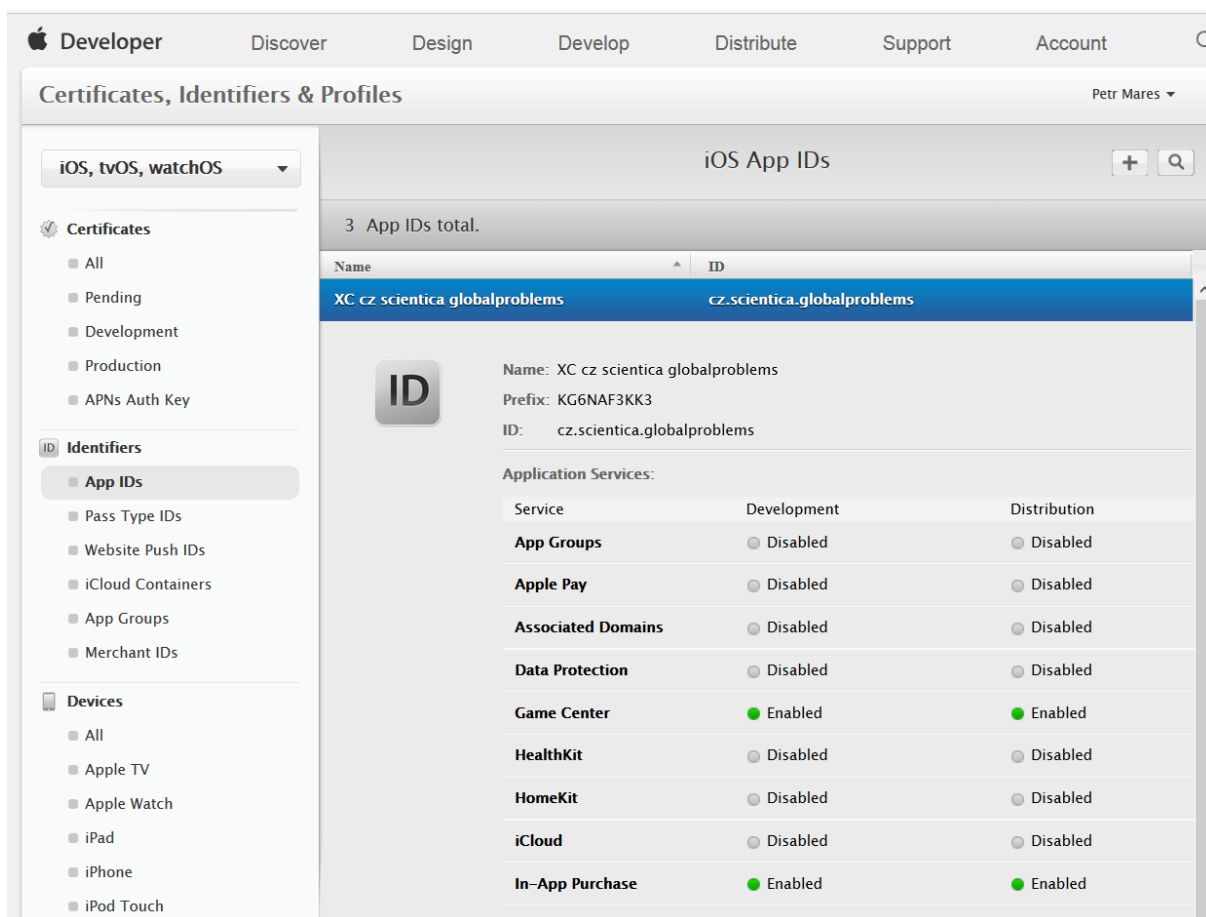 Developer Discover Design Develop Distribute Support Account
Certificates, Identifiers & Profiles
Petr Mares
iOS, tvOS, watchOS
Certificates
All
Pending
Development
Production
APNs Auth Key
ID Identifiers
App IDs
Pass Type IDs
Website Push IDs
iCloud Containers
App Groups
Merchant IDs
Devices
All
Apple TV
Apple Watch
iPad
iPhone
iPod Touch
iOS App IDs
3 App IDs total.
Name ID
XC cz scientica globalproblems cz.scientica.globalproblems
ID
Name: XC cz scientica globalproblems
Prefix: KG6NAF3KK3
ID: cz.scientica.globalproblems
Application Services:
Service Development Distribution
App Groups Disabled Disabled
Apple Pay Disabled Disabled
Associated Domains Disabled Disabled
Data Protection Disabled Disabled
Game Center Enabled Enabled
HealthKit Disabled Disabled
HomeKit Disabled Disabled
iCloud Disabled Disabled
In-App Purchase Enabled Enabled